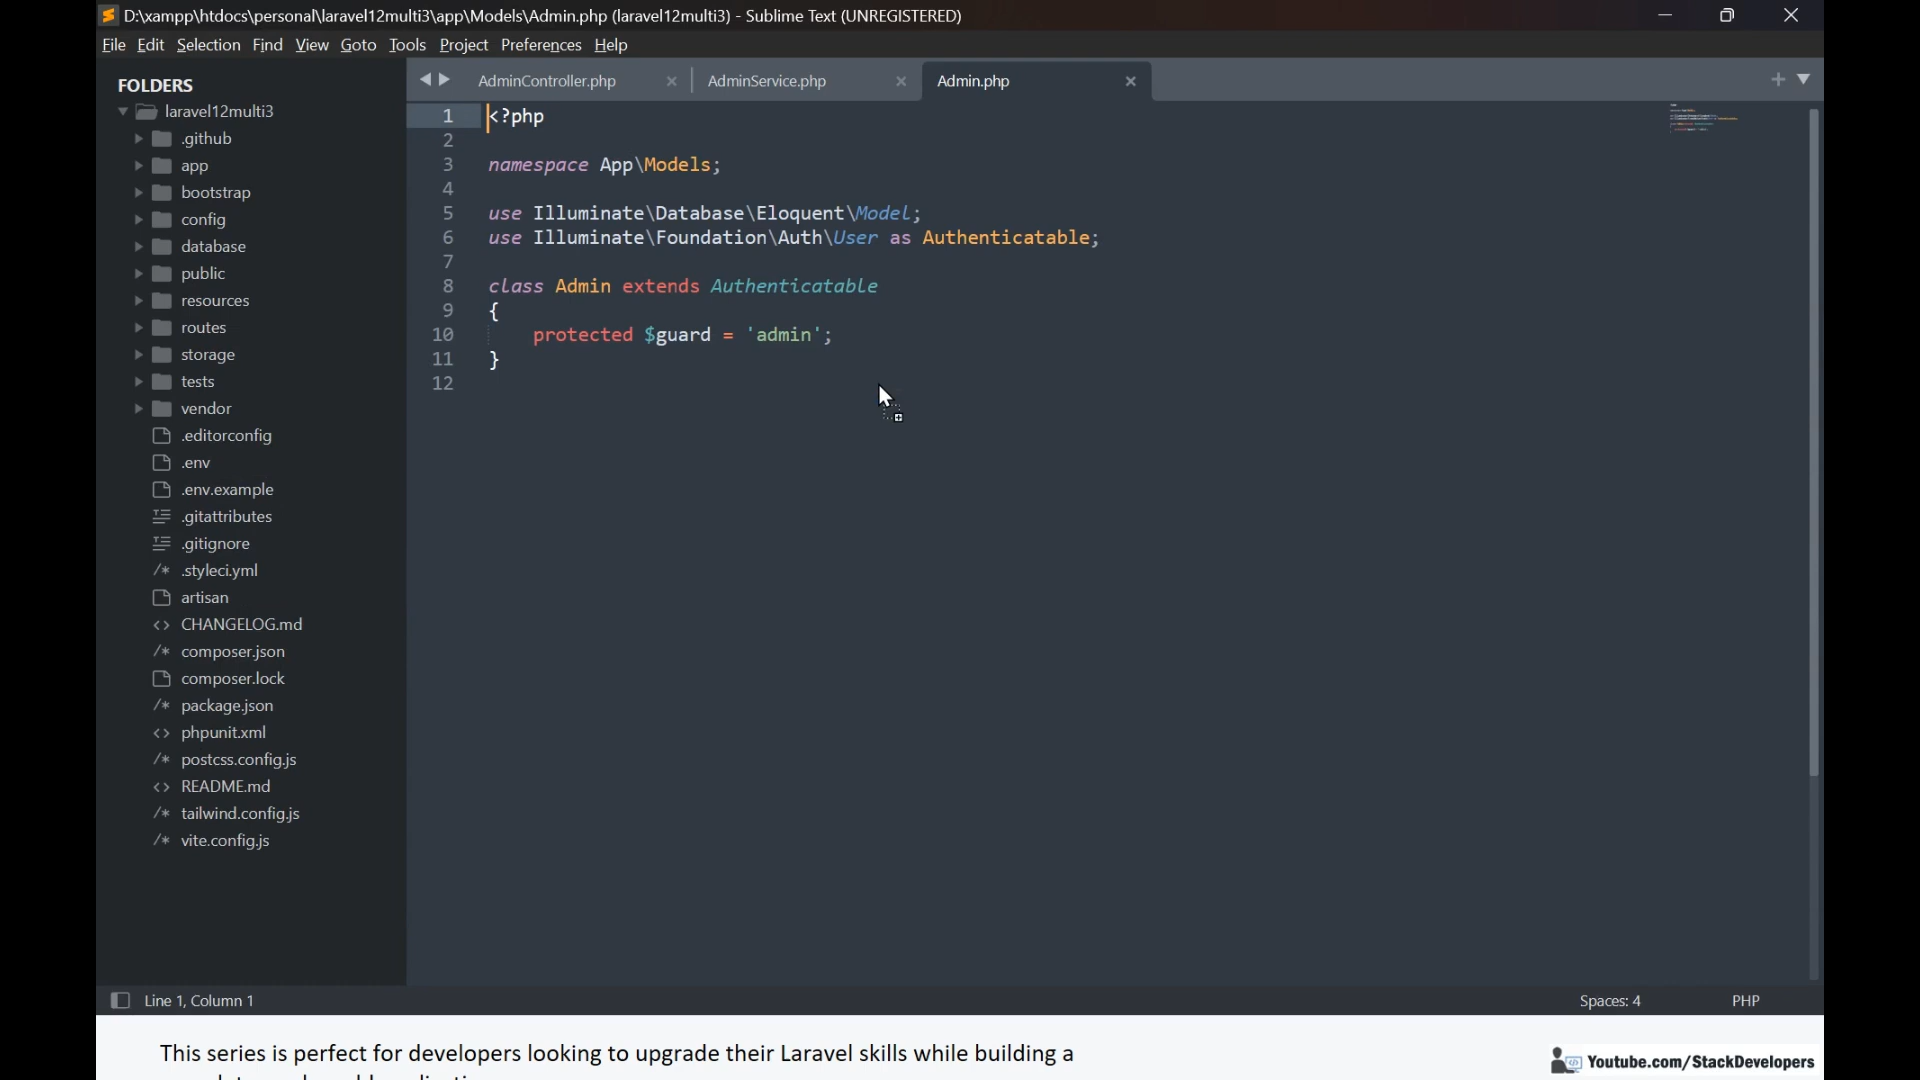 D:\xampp\htdocs\personal\laravel12multi3\app\Models\Admin.php (laravel12multi3) - Sublime Text (UNREGISTERED)
File Edit Selection Find View Goto Tools Project Preferences Help
FOLDERS
laravel12multi3
.github
app
bootstrap
config
database
public
resources
routes
storage
tests
vendor
.editorconfig
.env
.env.example
.gitattributes
.gitignore
.styleci.yml
artisan
CHANGELOG.md
composer.json
composer.lock
package.json
phpunit.xml
postcss.config.js
README.md
tailwind.config.js
vite.config.js
AdminController.php AdminService.php Admin.php
1 <?php
2
3 namespace App\Models;
4
5 use Illuminate\Database\Eloquent\Model;
6 use Illuminate\Foundation\Auth\User as Authenticatable;
7
8 class Admin extends Authenticatable
9 {
10 protected $guard = 'admin';
11 }
12
Line 1, Column 1 Spaces: 4 PHP
This series is perfect for developers looking to upgrade their Laravel skills while building a
Youtube.com/StackDevelopers